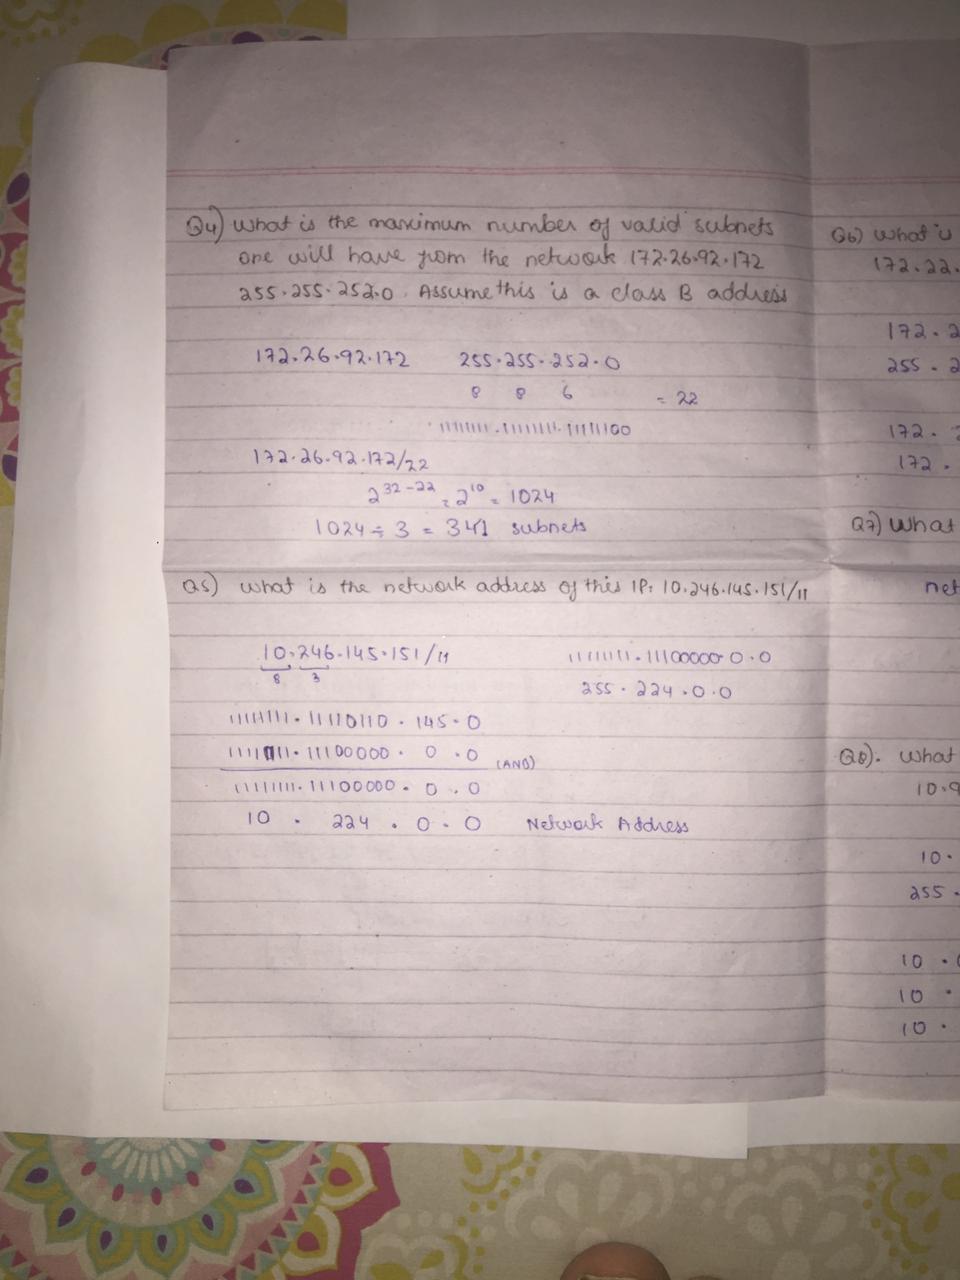 Q4) What is the maximum number of valid subnets
one will have from the network 172.26.92.172
255.255.252.0. Assume this is a class B address
172.26.92.172 255.255.252.0
8 8 6 = 22
11111111.11111111.11111100
172.26.92.172/22
2^32-22 = 2^10 = 1024
1024 ÷ 3 = 341 subnets
Q5) What is the network address of this IP: 10.246.145.151/11
10.246.145.151/11 11111111.11100000.0.0
8 3
255.224.0.0
11111111.11110110.145.0
11111111.11100000.0.0 (AND)
11111111.11100000.0.0
10.224.0.0 Network Address
Q6) What is
172.22.
172.2
255.2
172.
172.
Q7) What
net
Q8). What
10.9
10.
255.
10.0
10.
10.